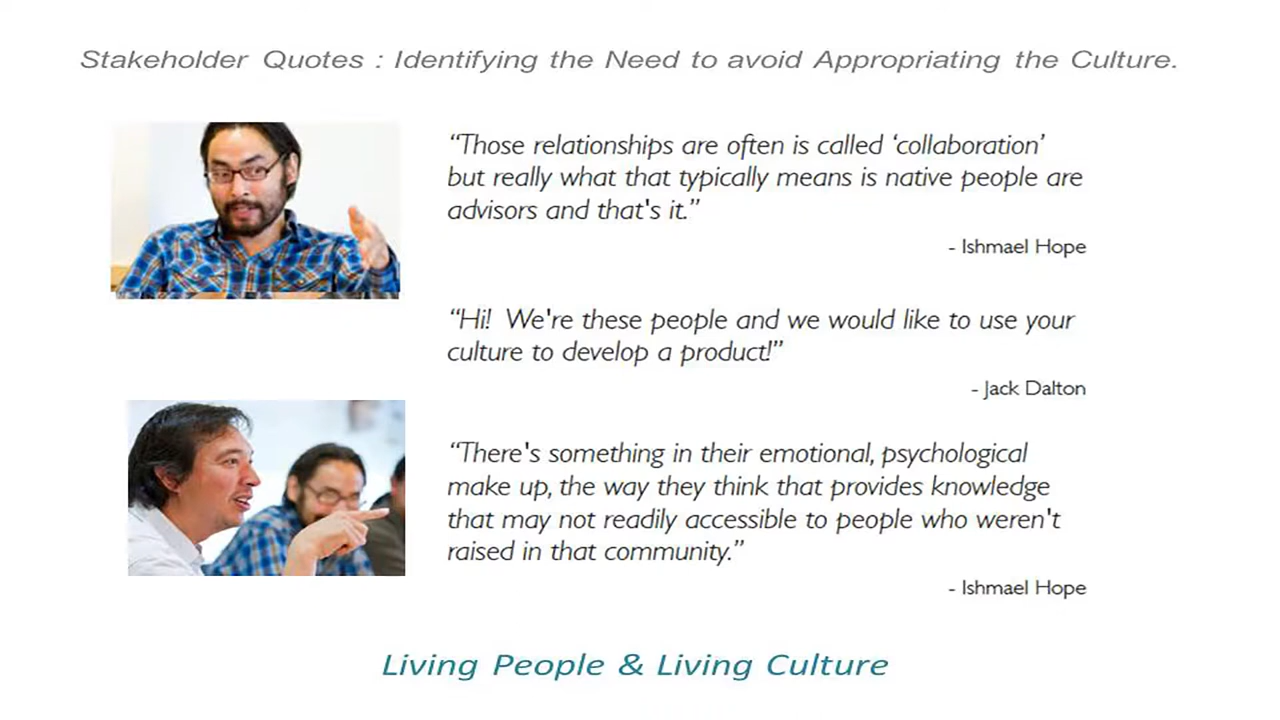 Stakeholder Quotes : Identifying the Need to avoid Appropriating the Culture.
“Those relationships are often is called ‘collaboration’
but really what that typically means is native people are
advisors and that's it.”
- Ishmael Hope
“Hi! We're these people and we would like to use your
culture to develop a product!”
- Jack Dalton
“There's something in their emotional, psychological
make up, the way they think that provides knowledge
that may not readily accessible to people who weren't
raised in that community.”
- Ishmael Hope
Living People & Living Culture